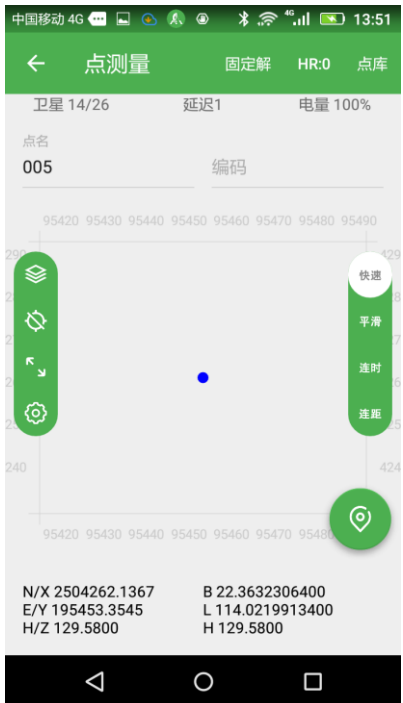 中国移动 4G 4G 13:51
点测量 固定解 HR:0 点库
卫星 14/26 延迟1 电量 100%
点名
005 编码
95420 95430 95440 95450 95460 95470 95480 95490
快速
平滑
连时
连距
240 424
95420 95430 95440 95450 95460 95470 9548
N/X 2504262.1367 B 22.3632306400
E/Y 195453.3545 L 114.0219913400
H/Z 129.5800 H 129.5800